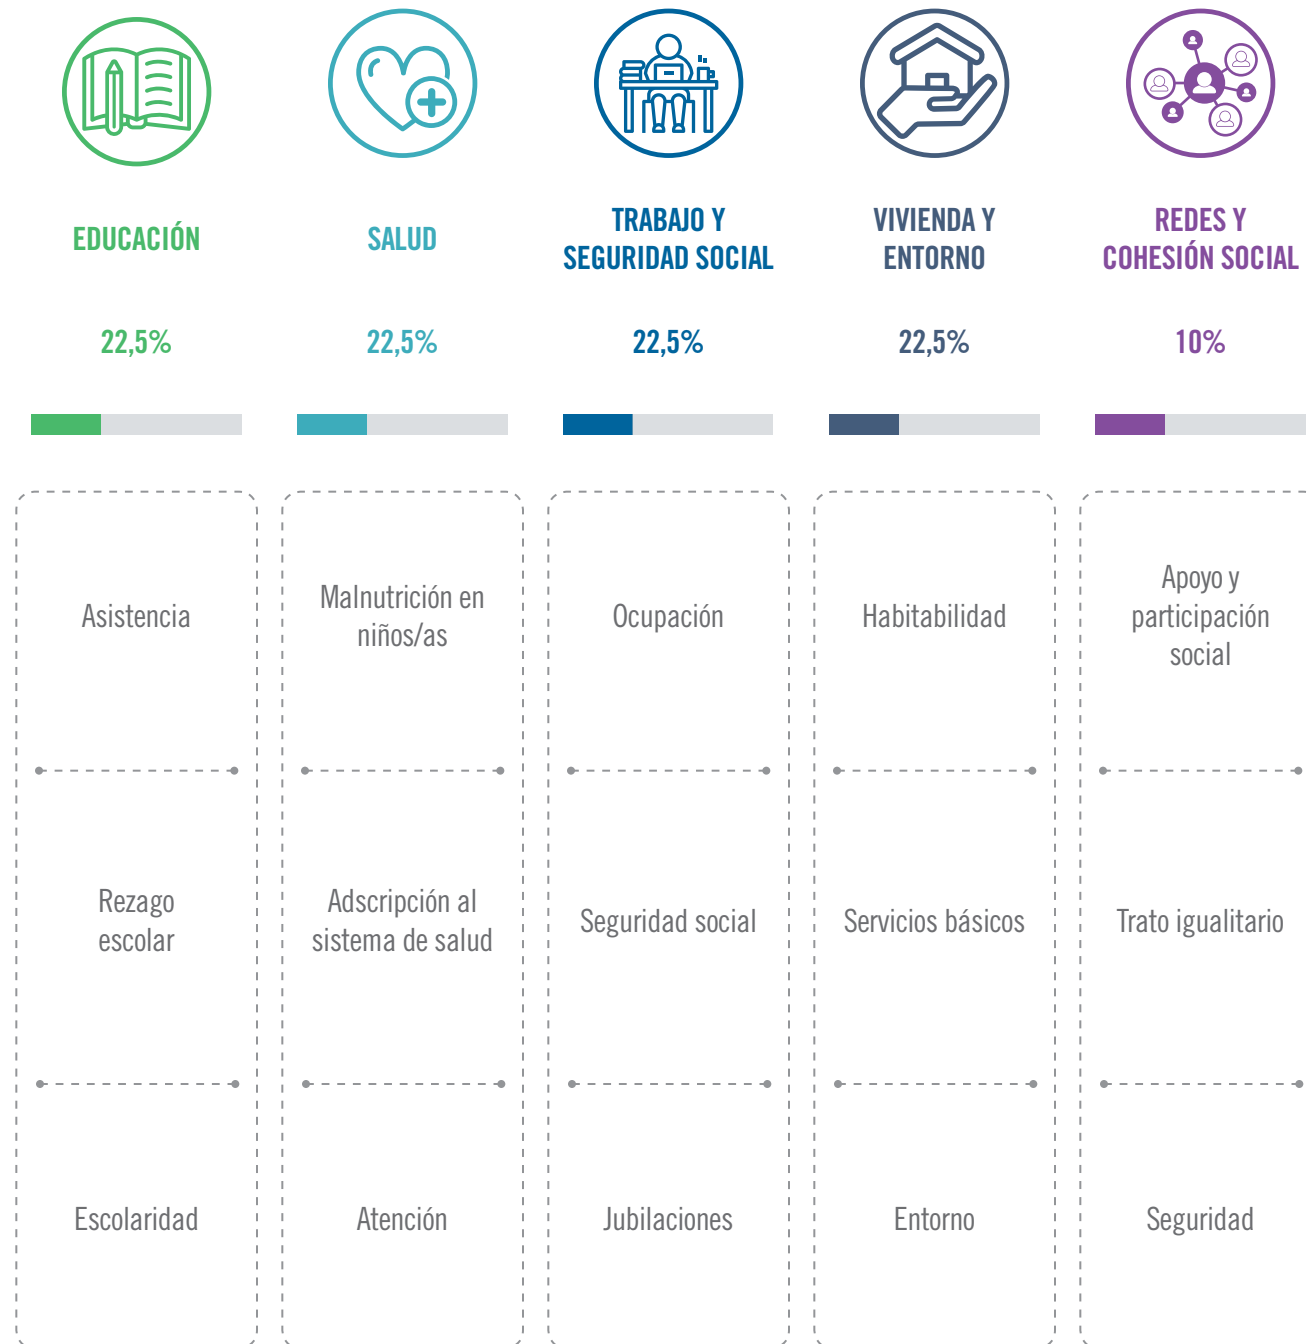 EDUCACIÓN
22,5%
Asistencia
Rezago
escolar
Escolaridad
SALUD
22,5%
Malnutrición en
niños/as
Adscripción al
sistema de salud
Atención
TRABAJO Y
SEGURIDAD SOCIAL
22,5%
Ocupación
Seguridad social
Jubilaciones
VIVIENDA Y
ENTORNO
22,5%
Habitabilidad
Servicios básicos
Entorno
REDES Y
COHESIÓN SOCIAL
10%
Apoyo y
participación
social
Trato igualitario
Seguridad